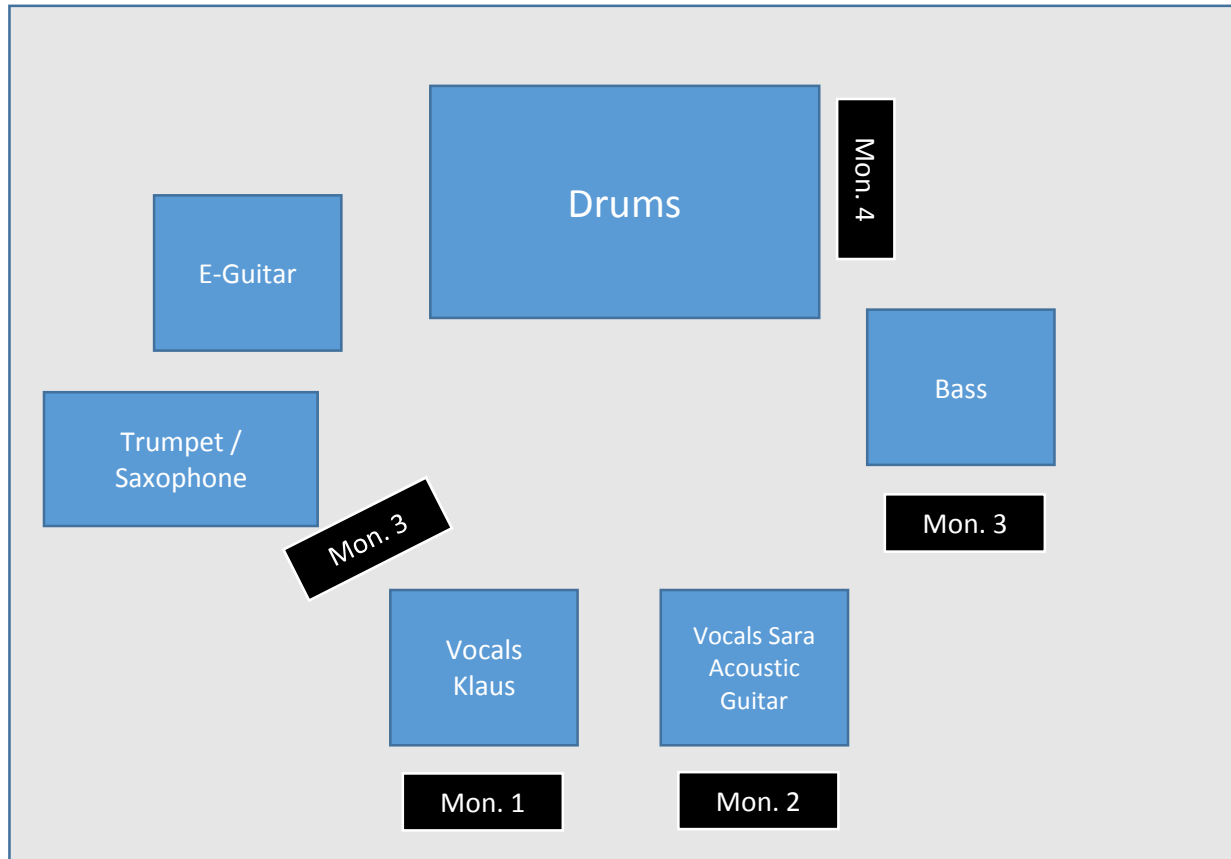 Drums
Mon. 4
E-Guitar
Bass
Trumpet /
Saxophone
Mon. 3
Mon. 3
Vocals
Klaus
Vocals Sara
Acoustic
Guitar
Mon. 1
Mon. 2